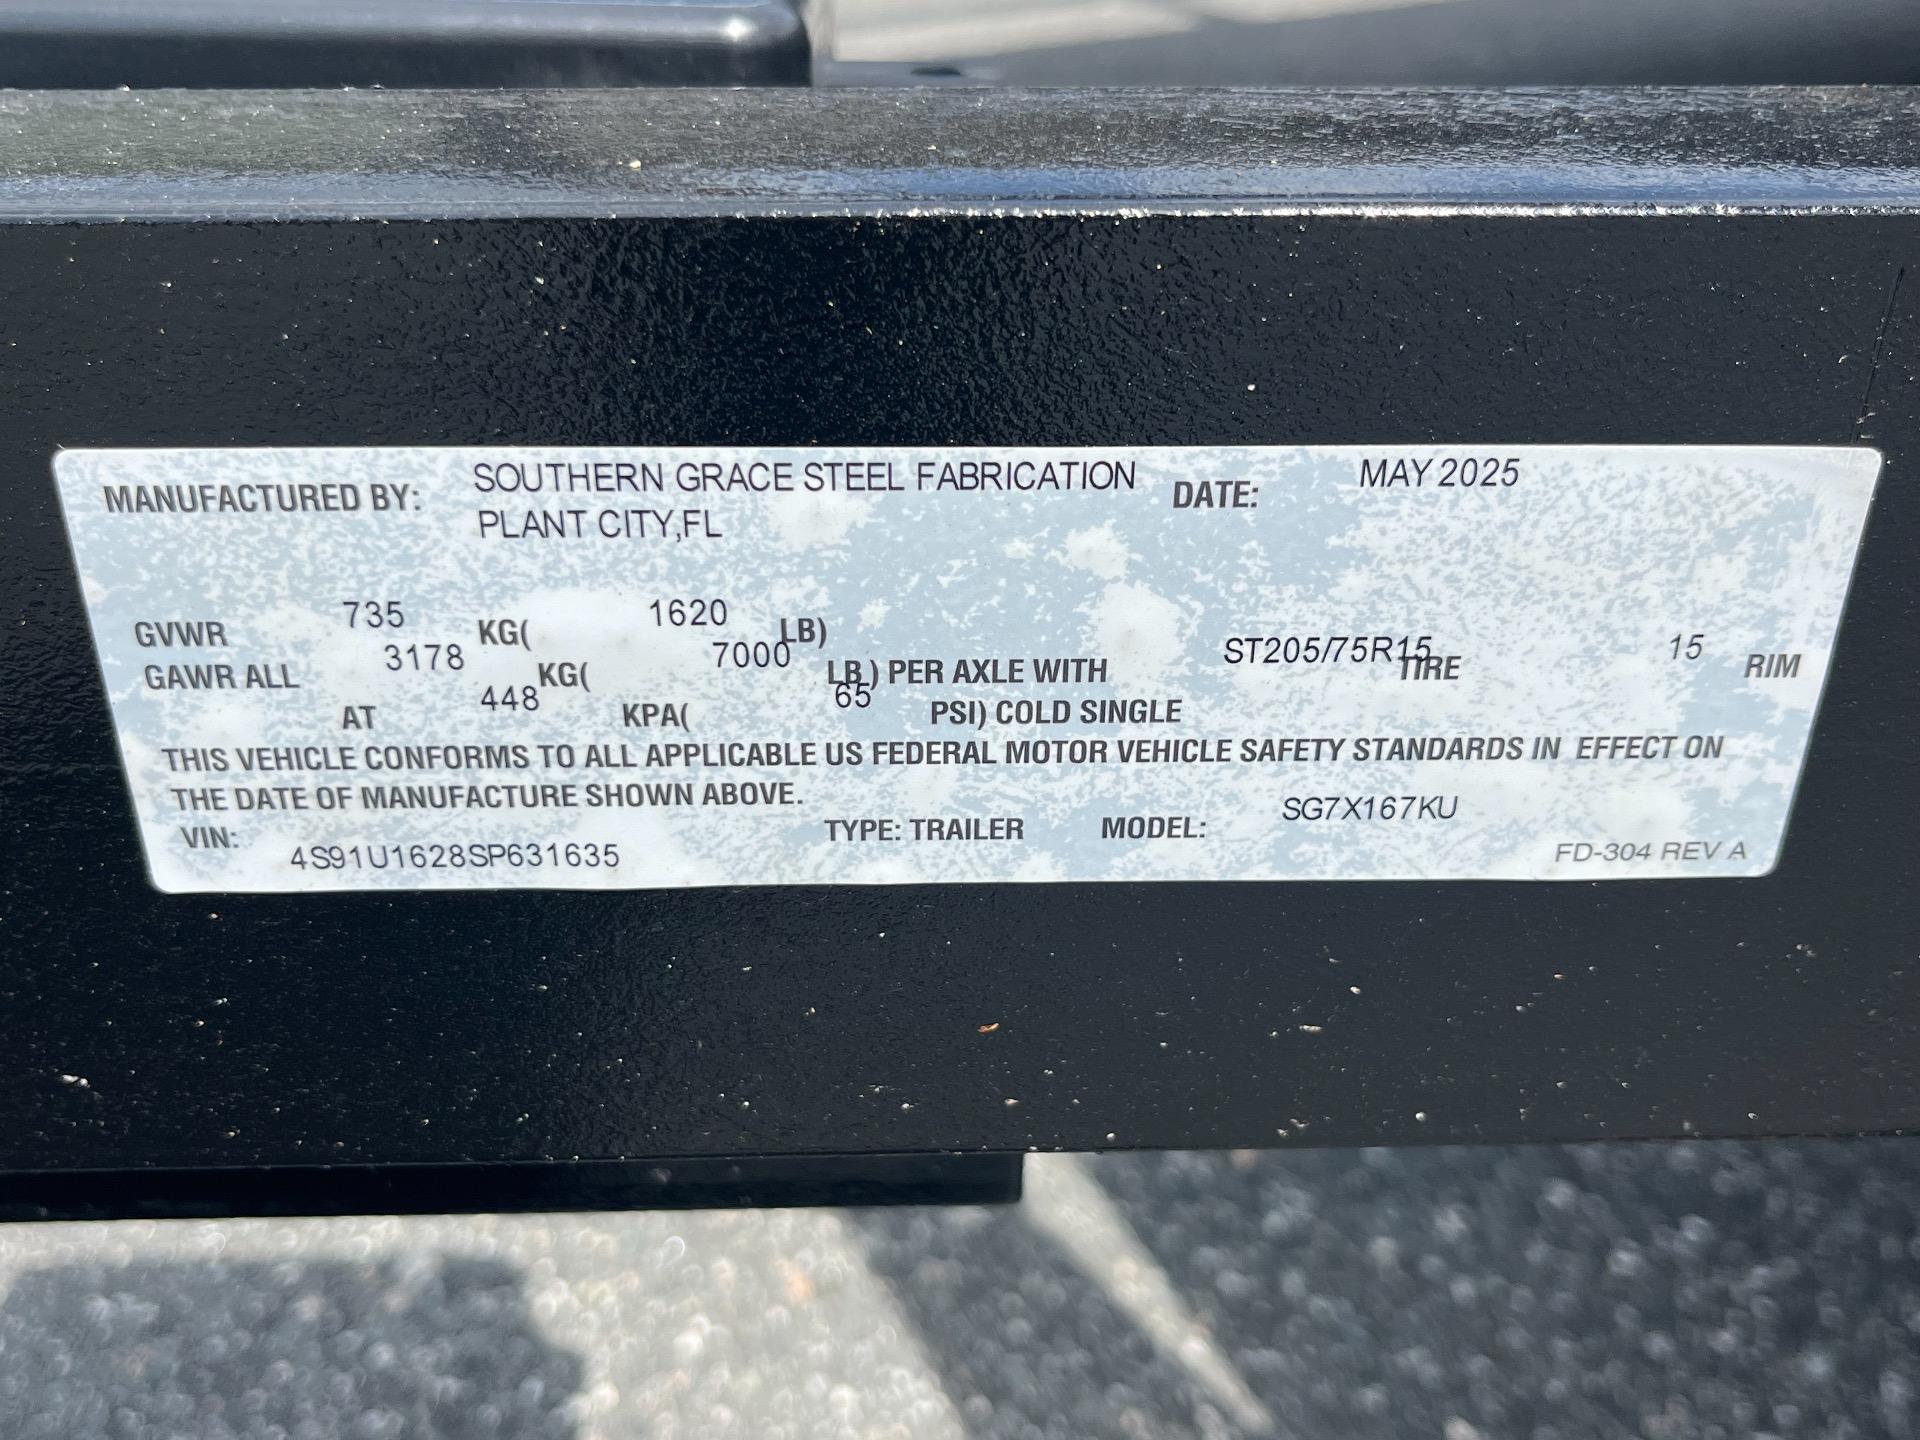 MANUFACTURED BY: SOUTHERN GRACE STEEL FABRICATION DATE: MAY 2025
PLANT CITY,FL
GVWR 735 KG( 1620 LB)
GAWR ALL 3178 KG( 7000 LB) PER AXLE WITH ST205/75R15 TIRE 15 RIM
AT 448 KPA( 65 PSI) COLD SINGLE
THIS VEHICLE CONFORMS TO ALL APPLICABLE US FEDERAL MOTOR VEHICLE SAFETY STANDARDS IN EFFECT ON
THE DATE OF MANUFACTURE SHOWN ABOVE.
VIN: 4S91U1628SP631635 TYPE: TRAILER MODEL: SG7X167KU
FD-304 REV A